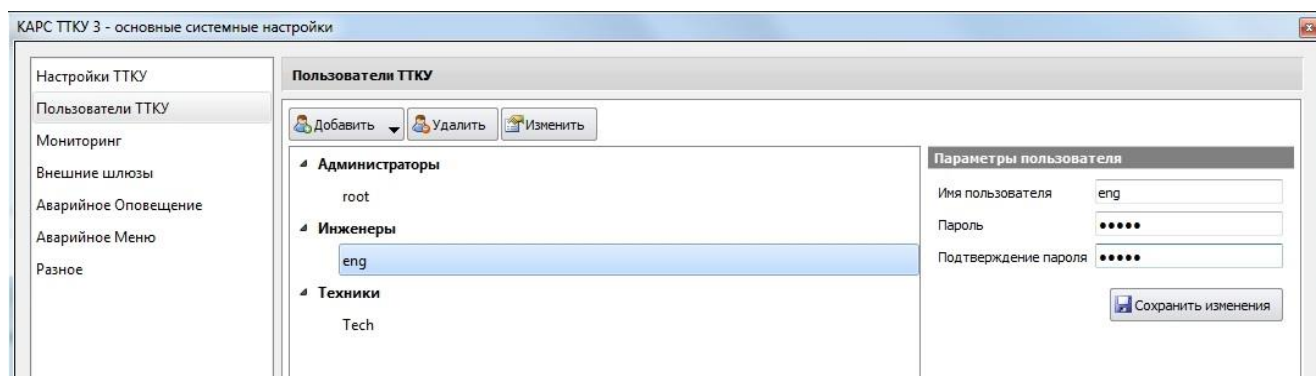 КАРС ТТКУ 3 - основные системные настройки
Настройки ТТКУ
Пользователи ТТКУ
Мониторинг
Внешние шлюзы
Аварийное Оповещение
Аварийное Меню
Разное
Пользователи ТТКУ
Добавить Удалить Изменить
Администраторы
root
Инженеры
eng
Техники
Tech
Параметры пользователя
Имя пользователя eng
Пароль •••••
Подтверждение пароля •••••
Сохранить изменения